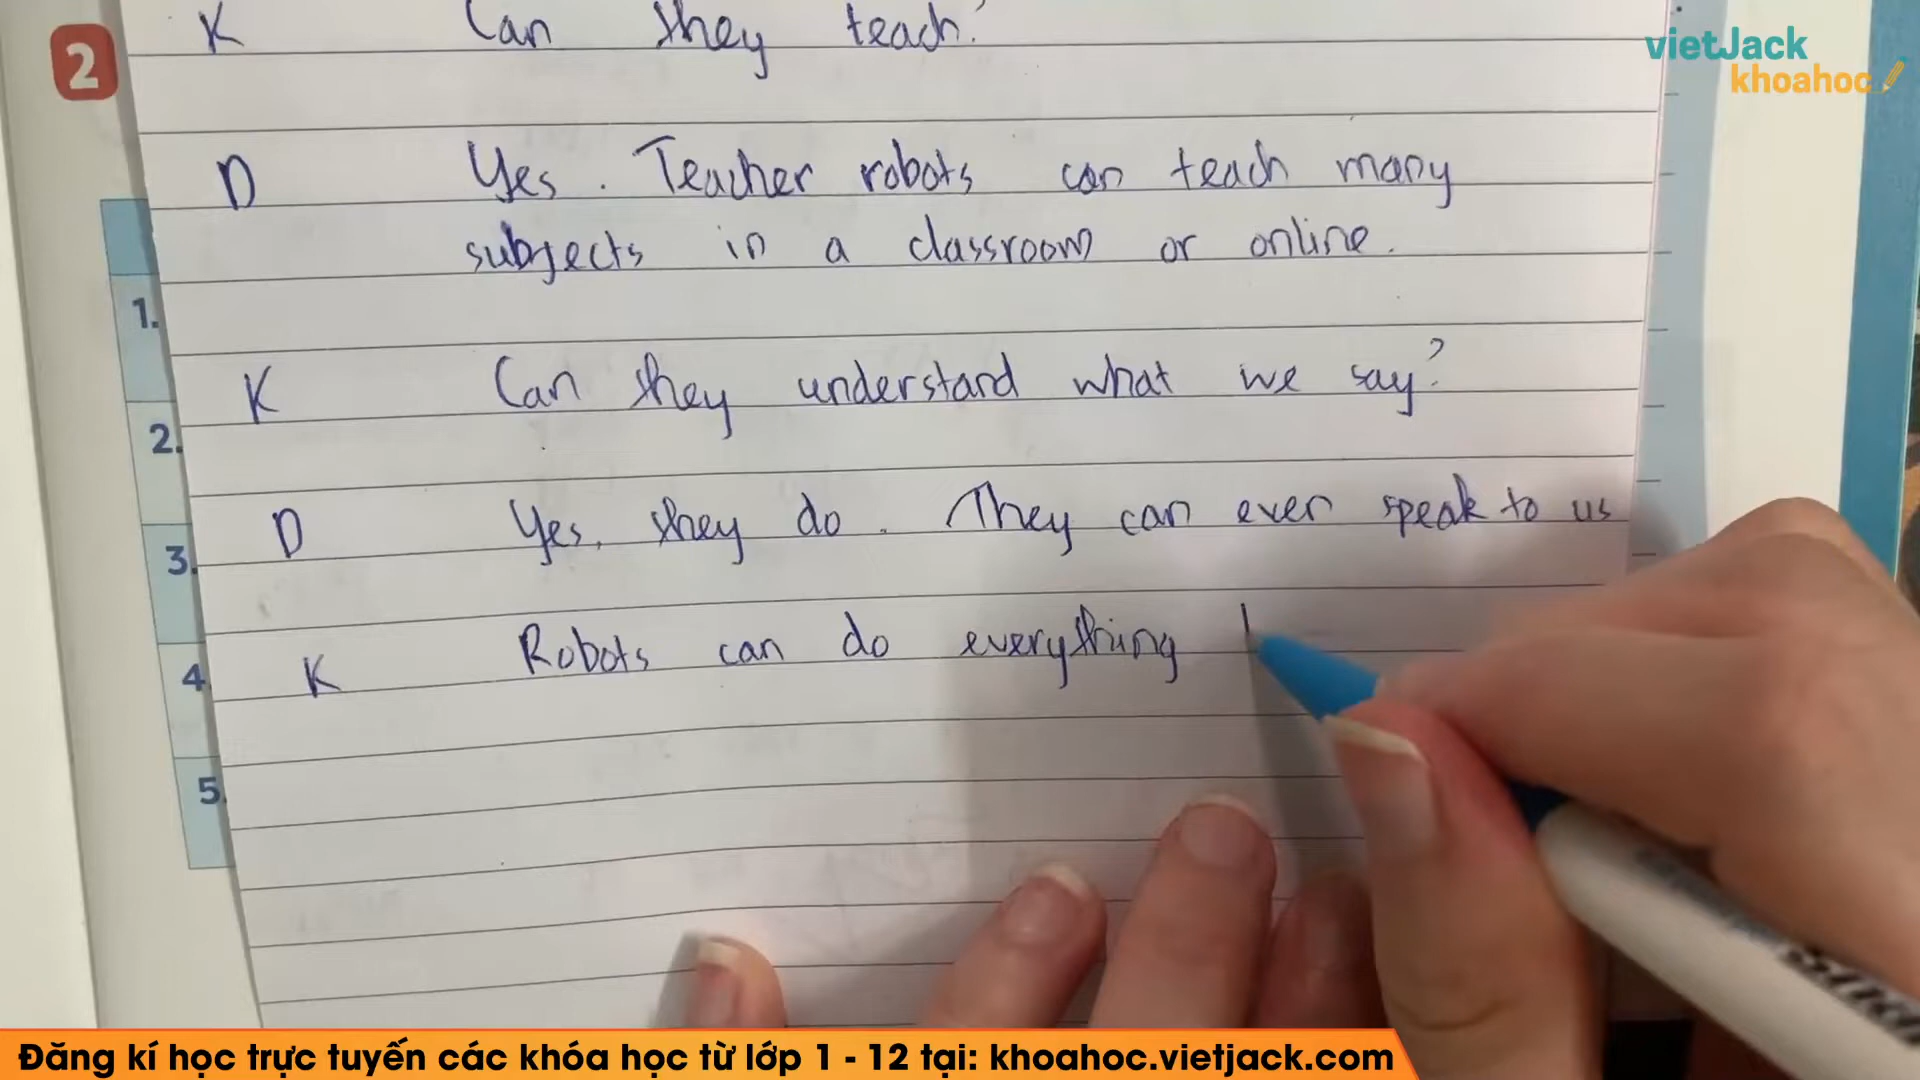 2
K Can they teach?
vietJack
khoahoc
D Yes. Teacher robots can teach many
subjects in a classroom or online.
1.
K Can they understand what we say?
2.
D Yes, they do. They can even speak to us
3.
K Robots can do everything
4
5.
Đăng kí học trực tuyến các khóa học từ lớp 1 - 12 tại: khoahoc.vietjack.com